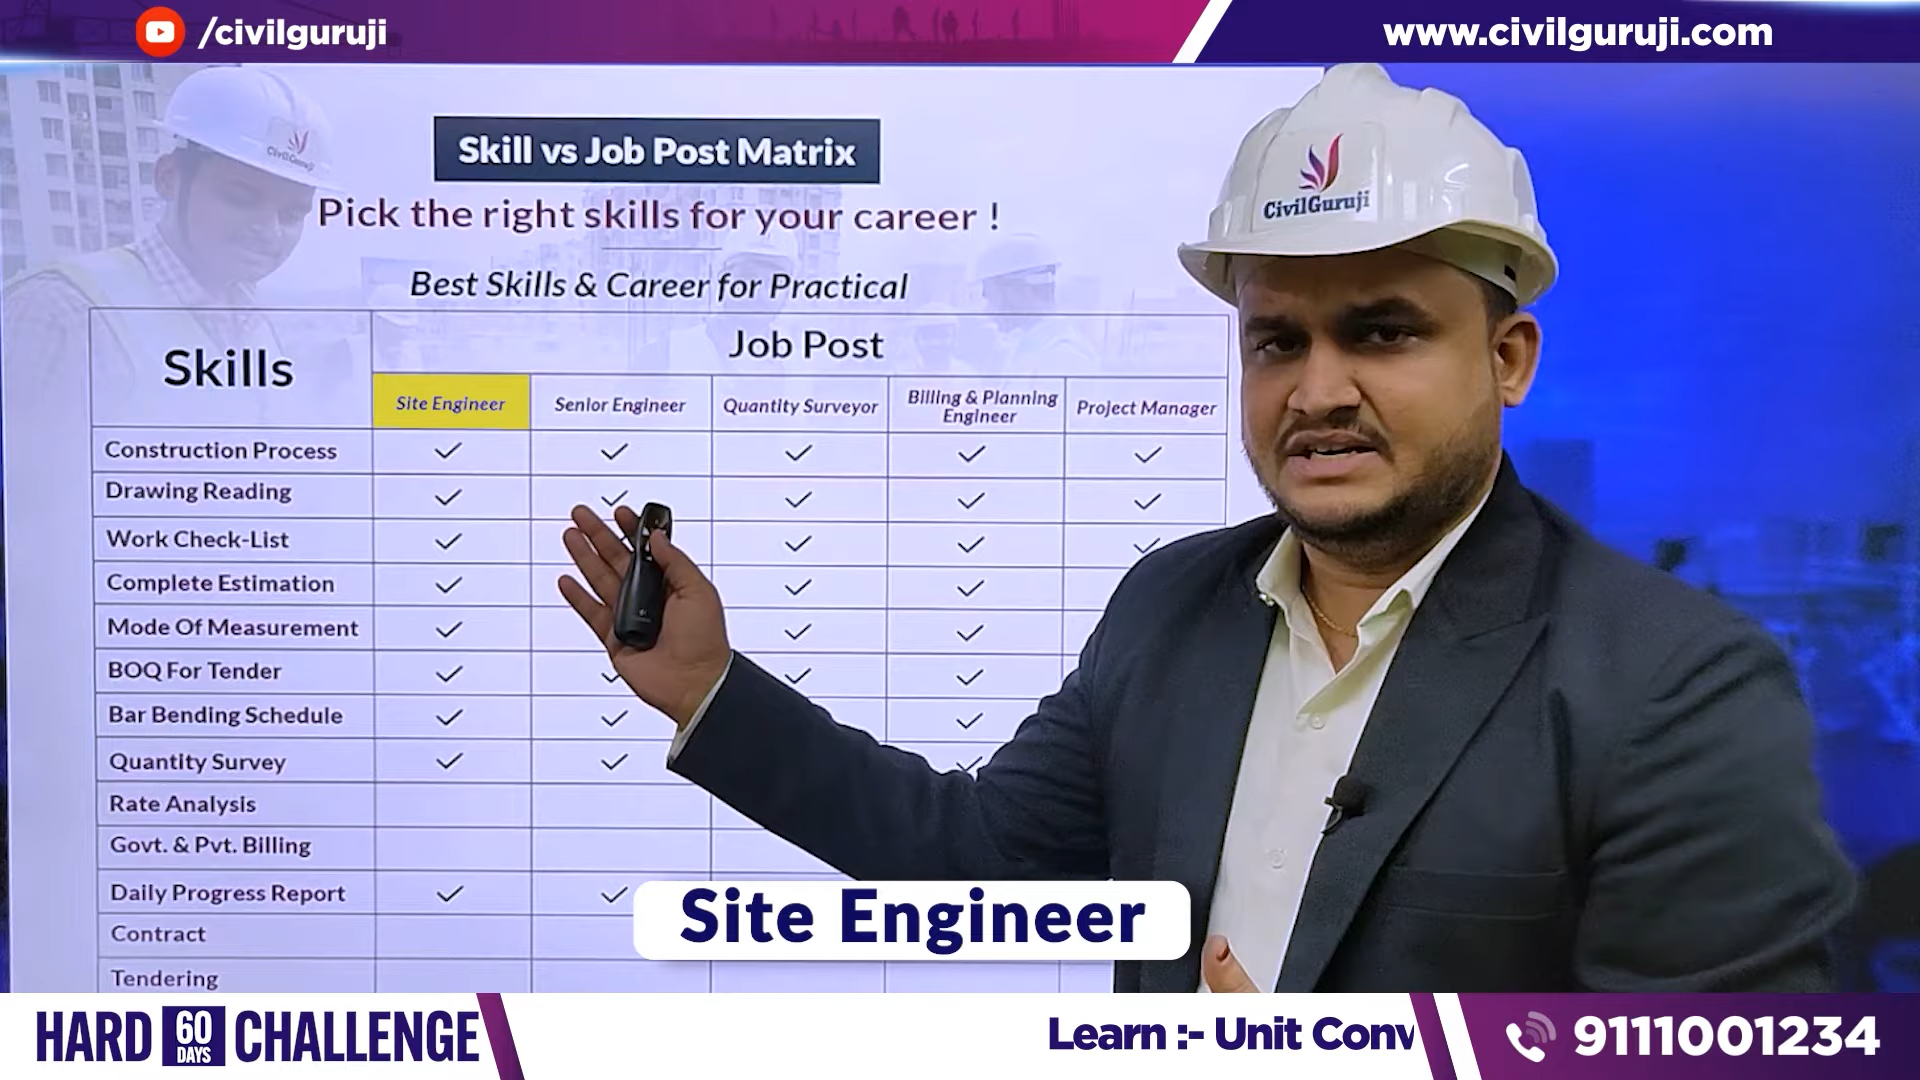 /civilguruji
www.civilguruji.com
CivilGuruji
CivilGuruji
Skill vs Job Post Matrix
Pick the right skills for your career !
Best Skills & Career for Practical
Skills
Job Post
Site Engineer
Senior Engineer
Quantity Surveyor
Billing & Planning
Engineer
Project Manager
Construction Process ✓ ✓ ✓ ✓ ✓
Drawing Reading ✓ ✓ ✓ ✓ ✓
Work Check-List ✓ ✓ ✓ ✓
Complete Estimation ✓ ✓ ✓
Mode Of Measurement ✓ ✓ ✓
BOQ For Tender ✓ ✓ ✓ ✓
Bar Bending Schedule ✓ ✓ ✓
Quantity Survey ✓ ✓ ✓
Rate Analysis
Govt. & Pvt. Billing
Daily Progress Report ✓ ✓
Contract
Tendering
Site Engineer
HARD 60 DAYS CHALLENGE
Learn :- Unit Conv
9111001234